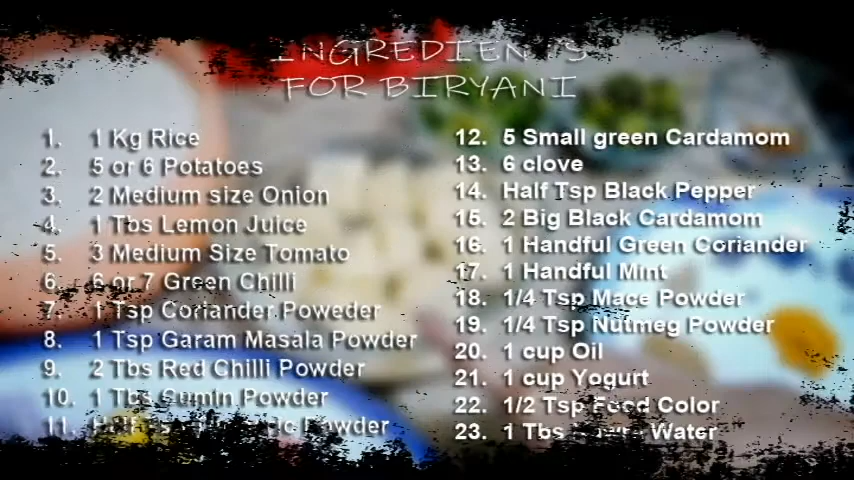 INGREDIENTS
FOR BIRYANI
1. 1 Kg Rice
2. 5 or 6 Potatoes
3. 2 Medium size Onion
4. 1 Tbs Lemon Juice
5. 3 Medium Size Tomato
6. 6 or 7 Green Chilli
7. 1 Tsp Coriander Poweder
8. 1 Tsp Garam Masala Powder
9. 2 Tbs Red Chilli Powder
10. 1 Tbs Cumin Powder
11. Powder
12. 5 Small green Cardamom
13. 6 clove
14. Half Tsp Black Pepper
15. 2 Big Black Cardamom
16. 1 Handful Green Coriander
17. 1 Handful Mint
18. 1/4 Tsp Mace Powder
19. 1/4 Tsp Nutmeg Powder
20. 1 cup Oil
21. 1 cup Yogurt
22. 1/2 Tsp Food Color
23. 1 Tbs Water